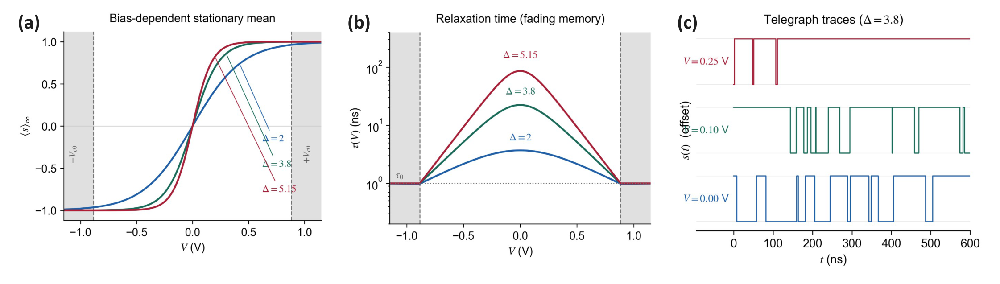 (a)
Bias-dependent stationary mean
1.0
0.5
0.0
−0.5
−1.0
⟨s⟩∞
−Vc0
+Vc0
Δ = 2
Δ = 3.8
Δ = 5.15
−1.0 −0.5 0.0 0.5 1.0
V (V)
(b)
Relaxation time (fading memory)
10²
10¹
10⁰
τ(V) (ns)
Δ = 5.15
Δ = 3.8
Δ = 2
τ0
−1.0 −0.5 0.0 0.5 1.0
V (V)
(c)
Telegraph traces (Δ = 3.8)
V = 0.25 V
V = 0.10 V
V = 0.00 V
s(t) (offset)
0 100 200 300 400 500 600
t (ns)